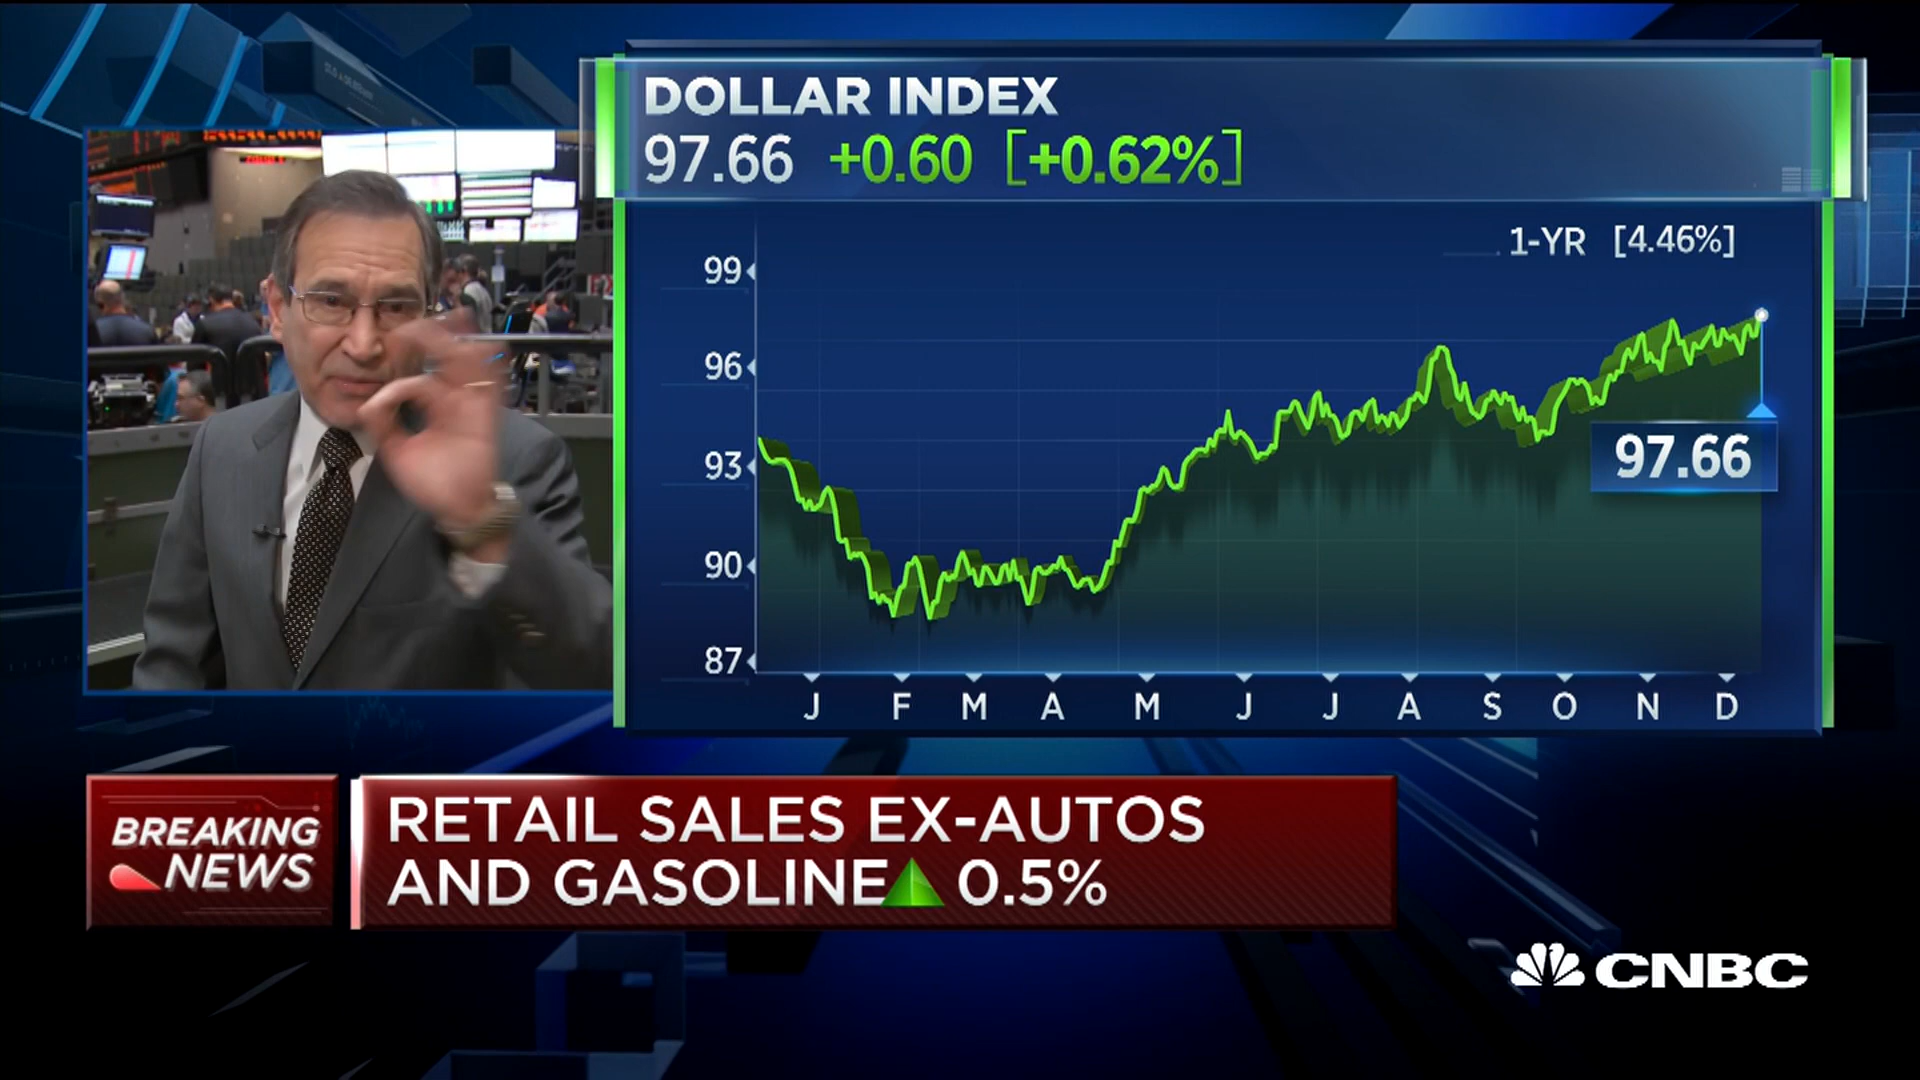 DOLLAR INDEX
97.66 +0.60 [+0.62%]
1-YR [4.46%]
99
96
93
90
87
97.66
J F M A M J J A S O N D
BREAKING
NEWS
RETAIL SALES EX-AUTOS
AND GASOLINE▲0.5%
CNBC